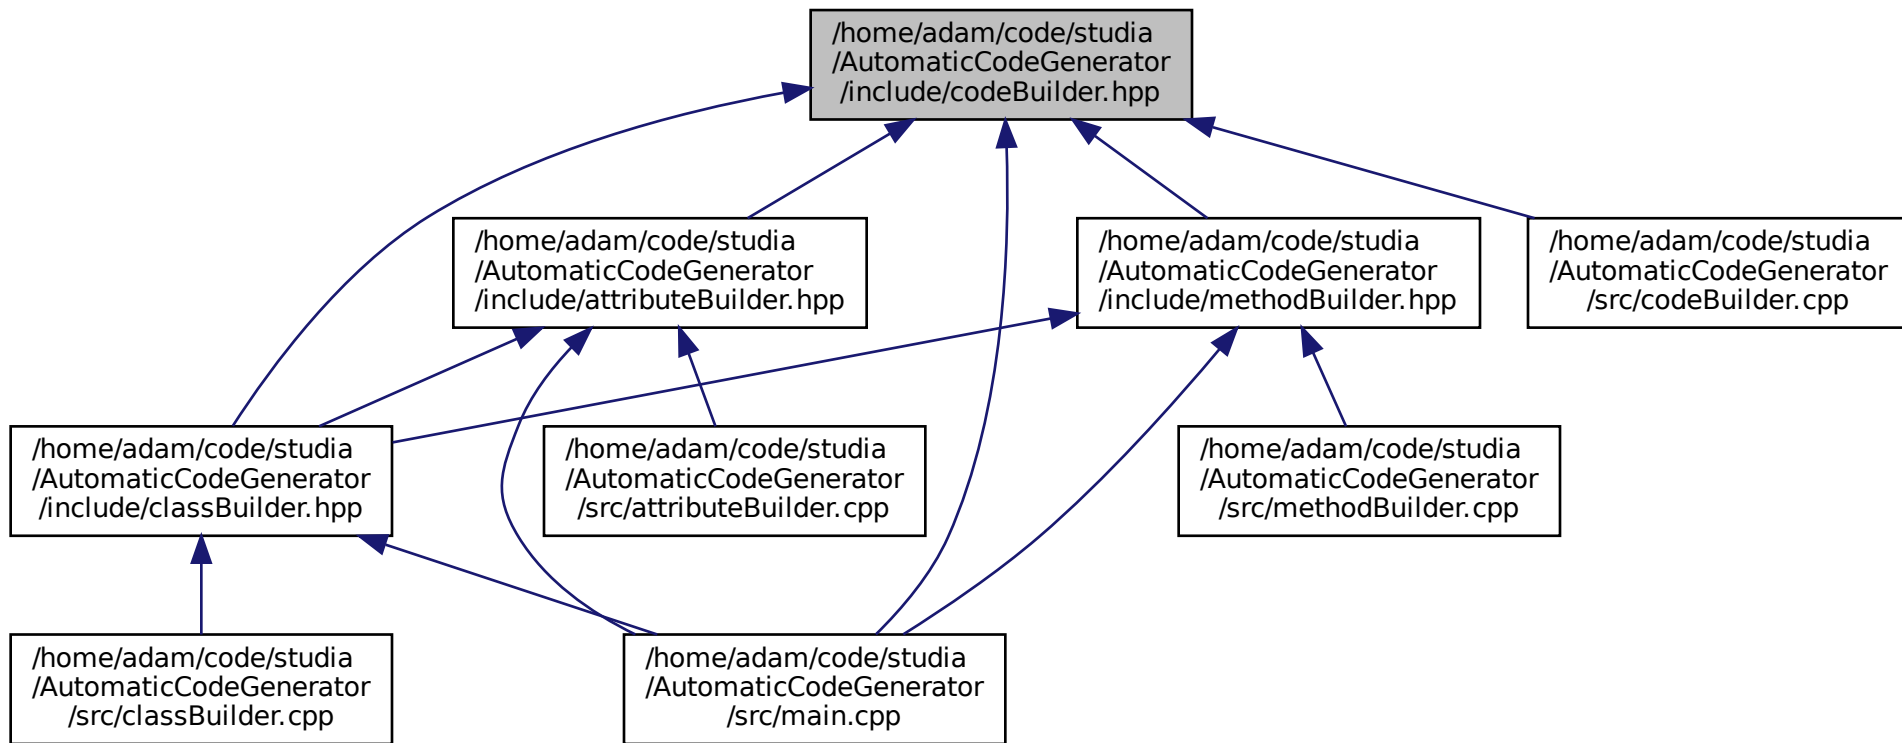 /home/adam/code/studia
/AutomaticCodeGenerator
/include/codeBuilder.hpp
/home/adam/code/studia
/AutomaticCodeGenerator
/include/attributeBuilder.hpp
/home/adam/code/studia
/AutomaticCodeGenerator
/include/methodBuilder.hpp
/home/adam/code/studia
/AutomaticCodeGenerator
/src/codeBuilder.cpp
/home/adam/code/studia
/AutomaticCodeGenerator
/include/classBuilder.hpp
/home/adam/code/studia
/AutomaticCodeGenerator
/src/attributeBuilder.cpp
/home/adam/code/studia
/AutomaticCodeGenerator
/src/methodBuilder.cpp
/home/adam/code/studia
/AutomaticCodeGenerator
/src/classBuilder.cpp
/home/adam/code/studia
/AutomaticCodeGenerator
/src/main.cpp